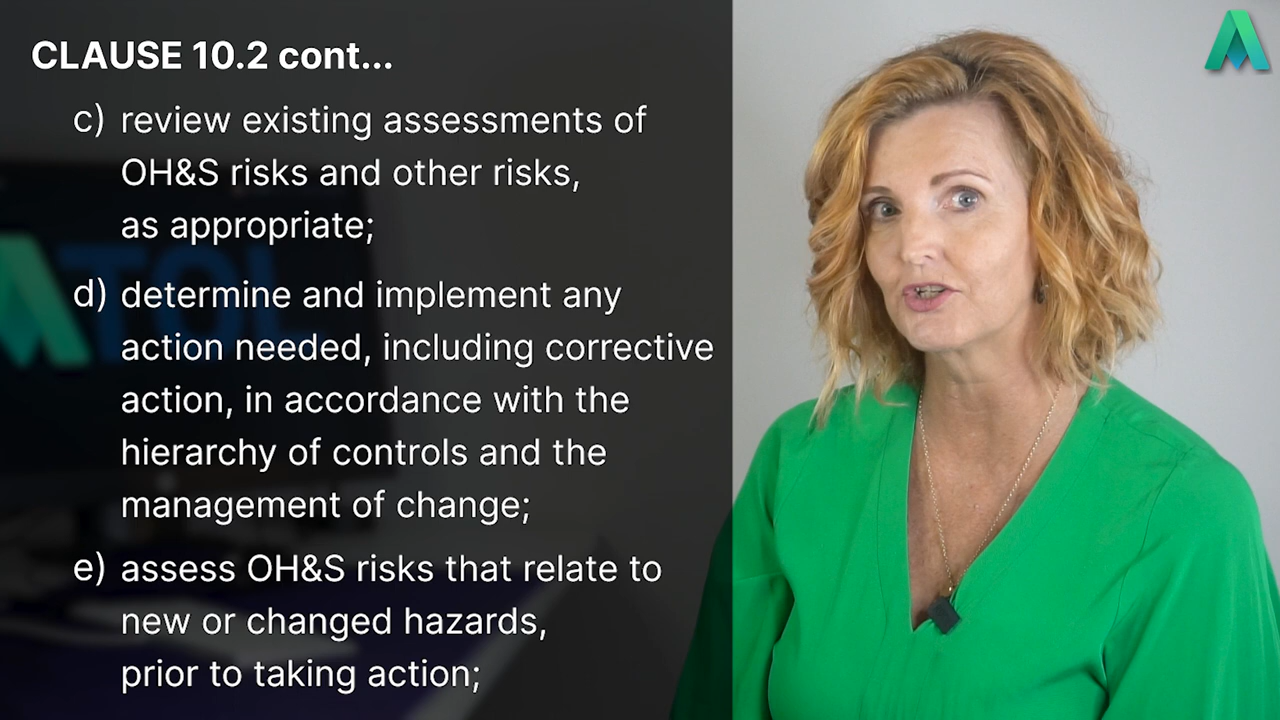 CLAUSE 10.2 cont...
c) review existing assessments of
OH&S risks and other risks,
as appropriate;
d) determine and implement any
action needed, including corrective
action, in accordance with the
hierarchy of controls and the
management of change;
e) assess OH&S risks that relate to
new or changed hazards,
prior to taking action;
ATOL